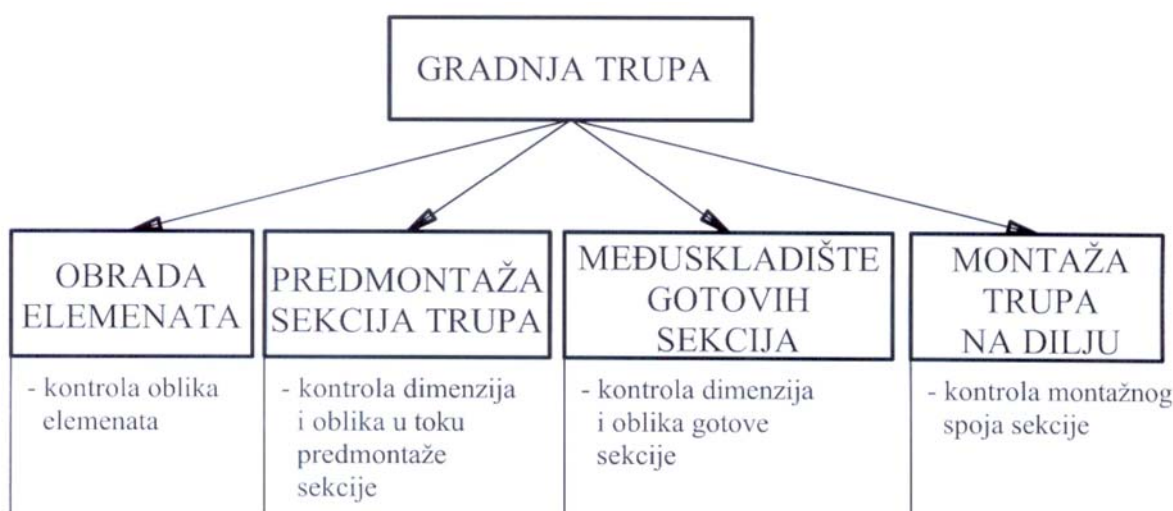 GRADNJA TRUPA
OBRADA
ELEMENATA
- kontrola oblika
elemenata
PREDMONTAŽA
SEKCIJA TRUPA
- kontrola dimenzija
i oblika u toku
predmontaže
sekcije
MEĐUSKLADIŠTE
GOTOVIH
SEKCIJA
- kontrola dimenzija
i oblika gotove
sekcije
MONTAŽA
TRUPA
NA DILJU
- kontrola montažnog
spoja sekcije